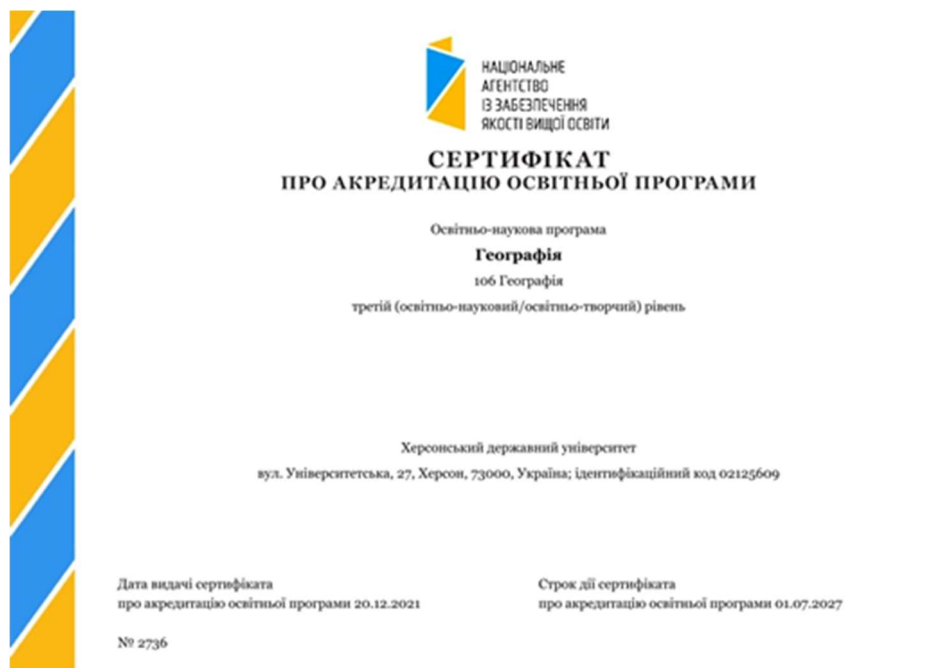 НАЦІОНАЛЬНЕ
АГЕНТСТВО
ІЗ ЗАБЕЗПЕЧЕННЯ
ЯКОСТІ ВИЩОЇ ОСВІТИ
СЕРТИФІКАТ
ПРО АКРЕДИТАЦІЮ ОСВІТНЬОЇ ПРОГРАМИ
Освітньо-наукова програма
Географія
106 Географія
третій (освітньо-науковий/освітньо-творчий) рівень
Херсонський державний університет
вул. Університетська, 27, Херсон, 73000, Україна; ідентифікаційний код 02125609
Дата видачі сертифіката
про акредитацію освітньої програми 20.12.2021
Строк дії сертифіката
про акредитацію освітньої програми 01.07.2027
№ 2736